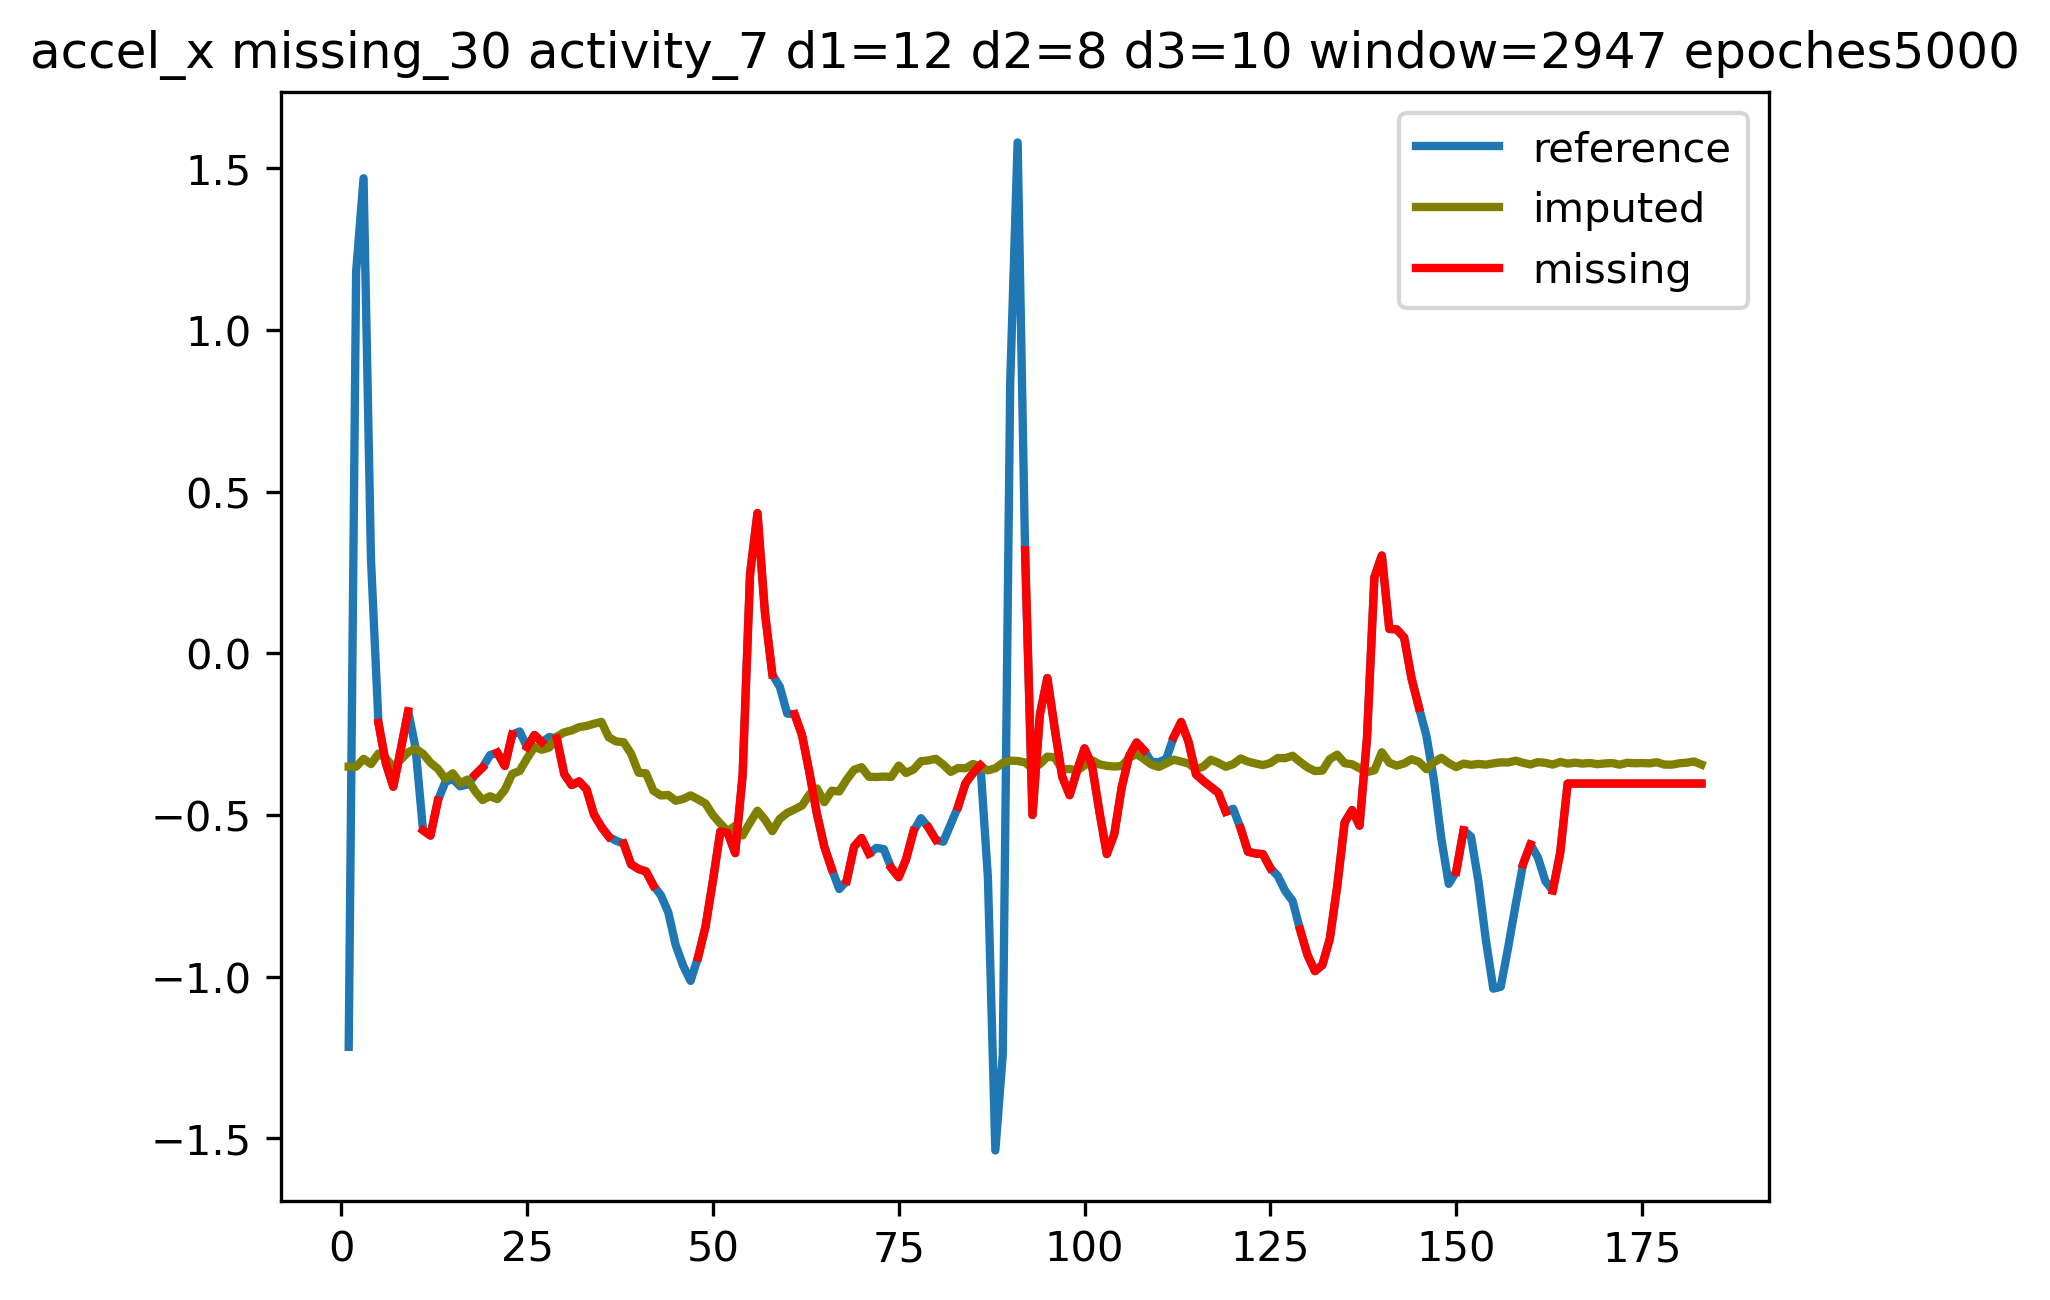 accel_x missing_30 activity_7 d1=12 d2=8 d3=10 window=2947 epoches5000
reference
imputed
missing
1.5
1.0
0.5
0.0
−0.5
−1.0
−1.5
0 25 50 75 100 125 150 175